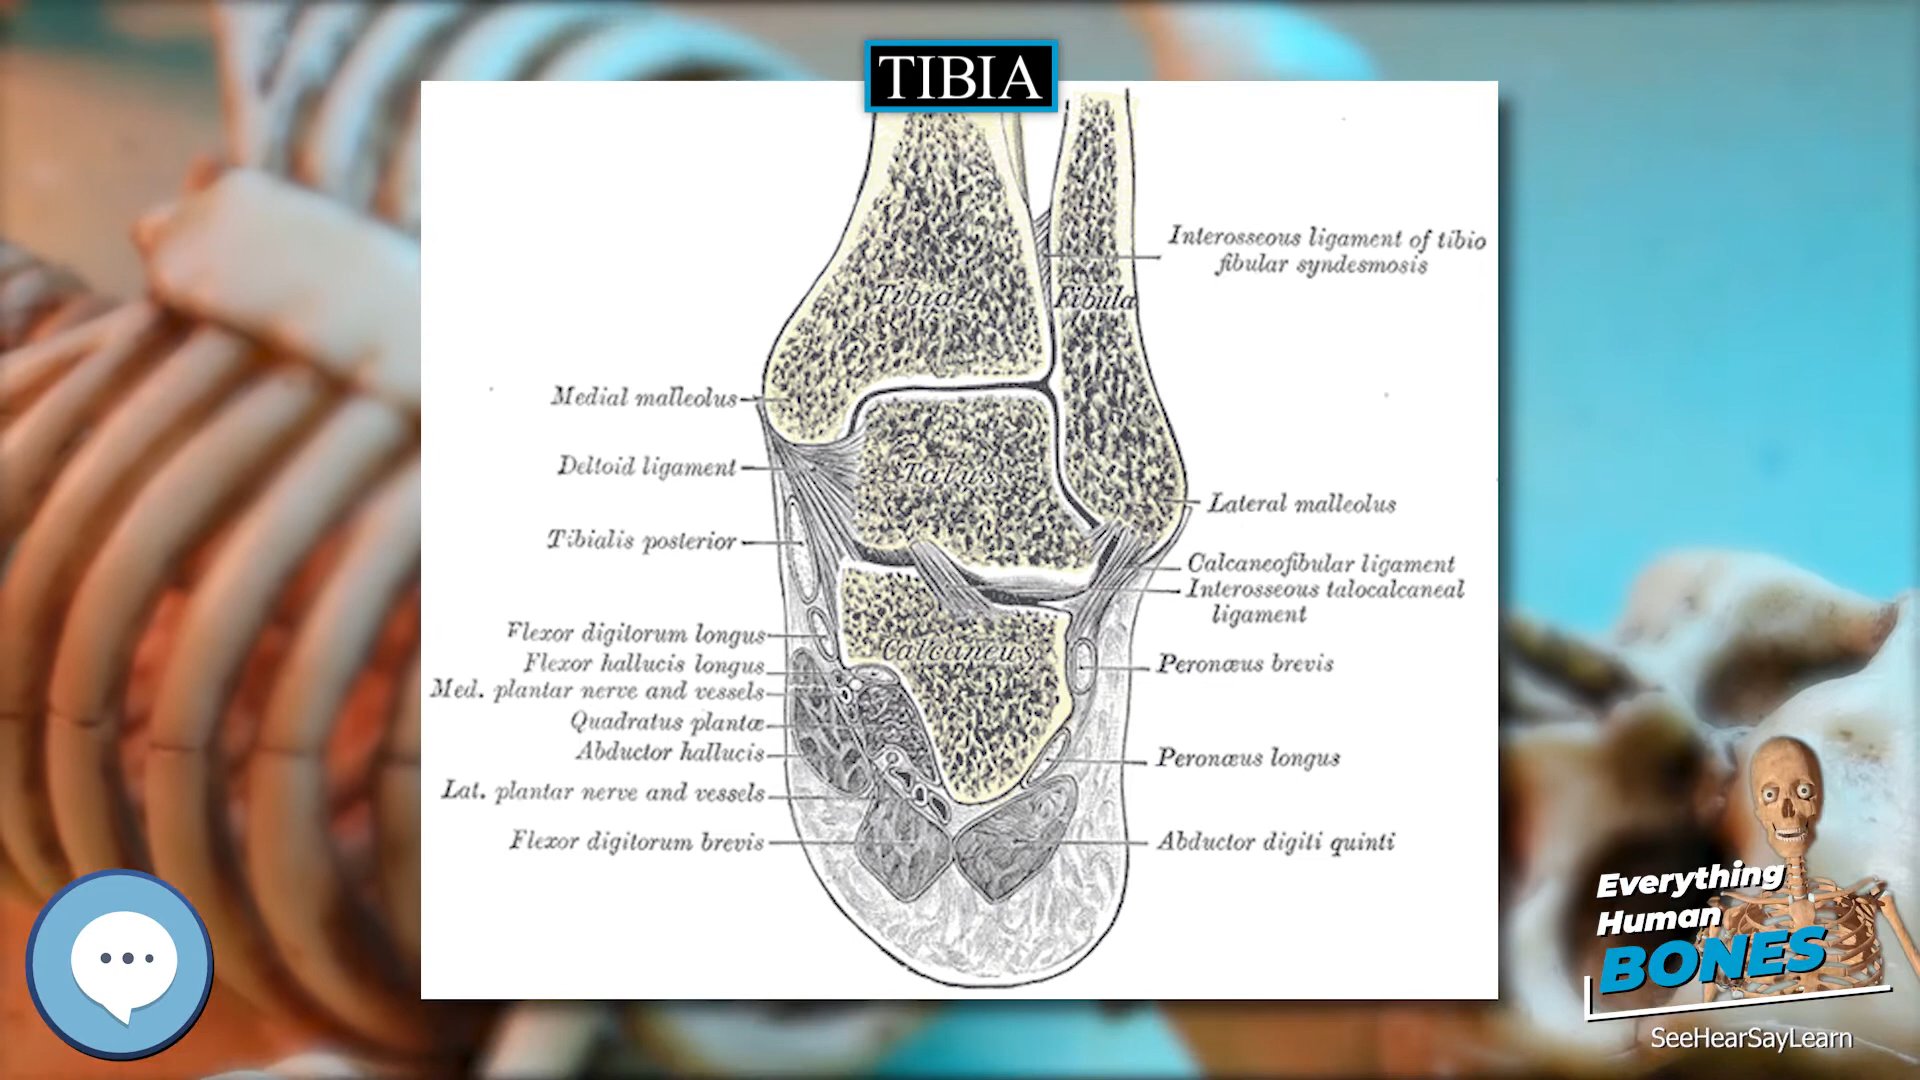 TIBIA
Interosseous ligament of tibio
fibular syndesmosis
Tibia
Fibula
Medial malleolus
Deltoid ligament
Talus
Lateral malleolus
Tibialis posterior
Calcaneofibular ligament
Interosseous talocalcaneal
ligament
Flexor digitorum longus
Calcaneus
Flexor hallucis longus
Peronæus brevis
Med. plantar nerve and vessels
Quadratus plantæ
Abductor hallucis
Peronæus longus
Lat. plantar nerve and vessels
Flexor digitorum brevis
Abductor digiti quinti
Everything
Human
BONES
SeeHearSayLearn